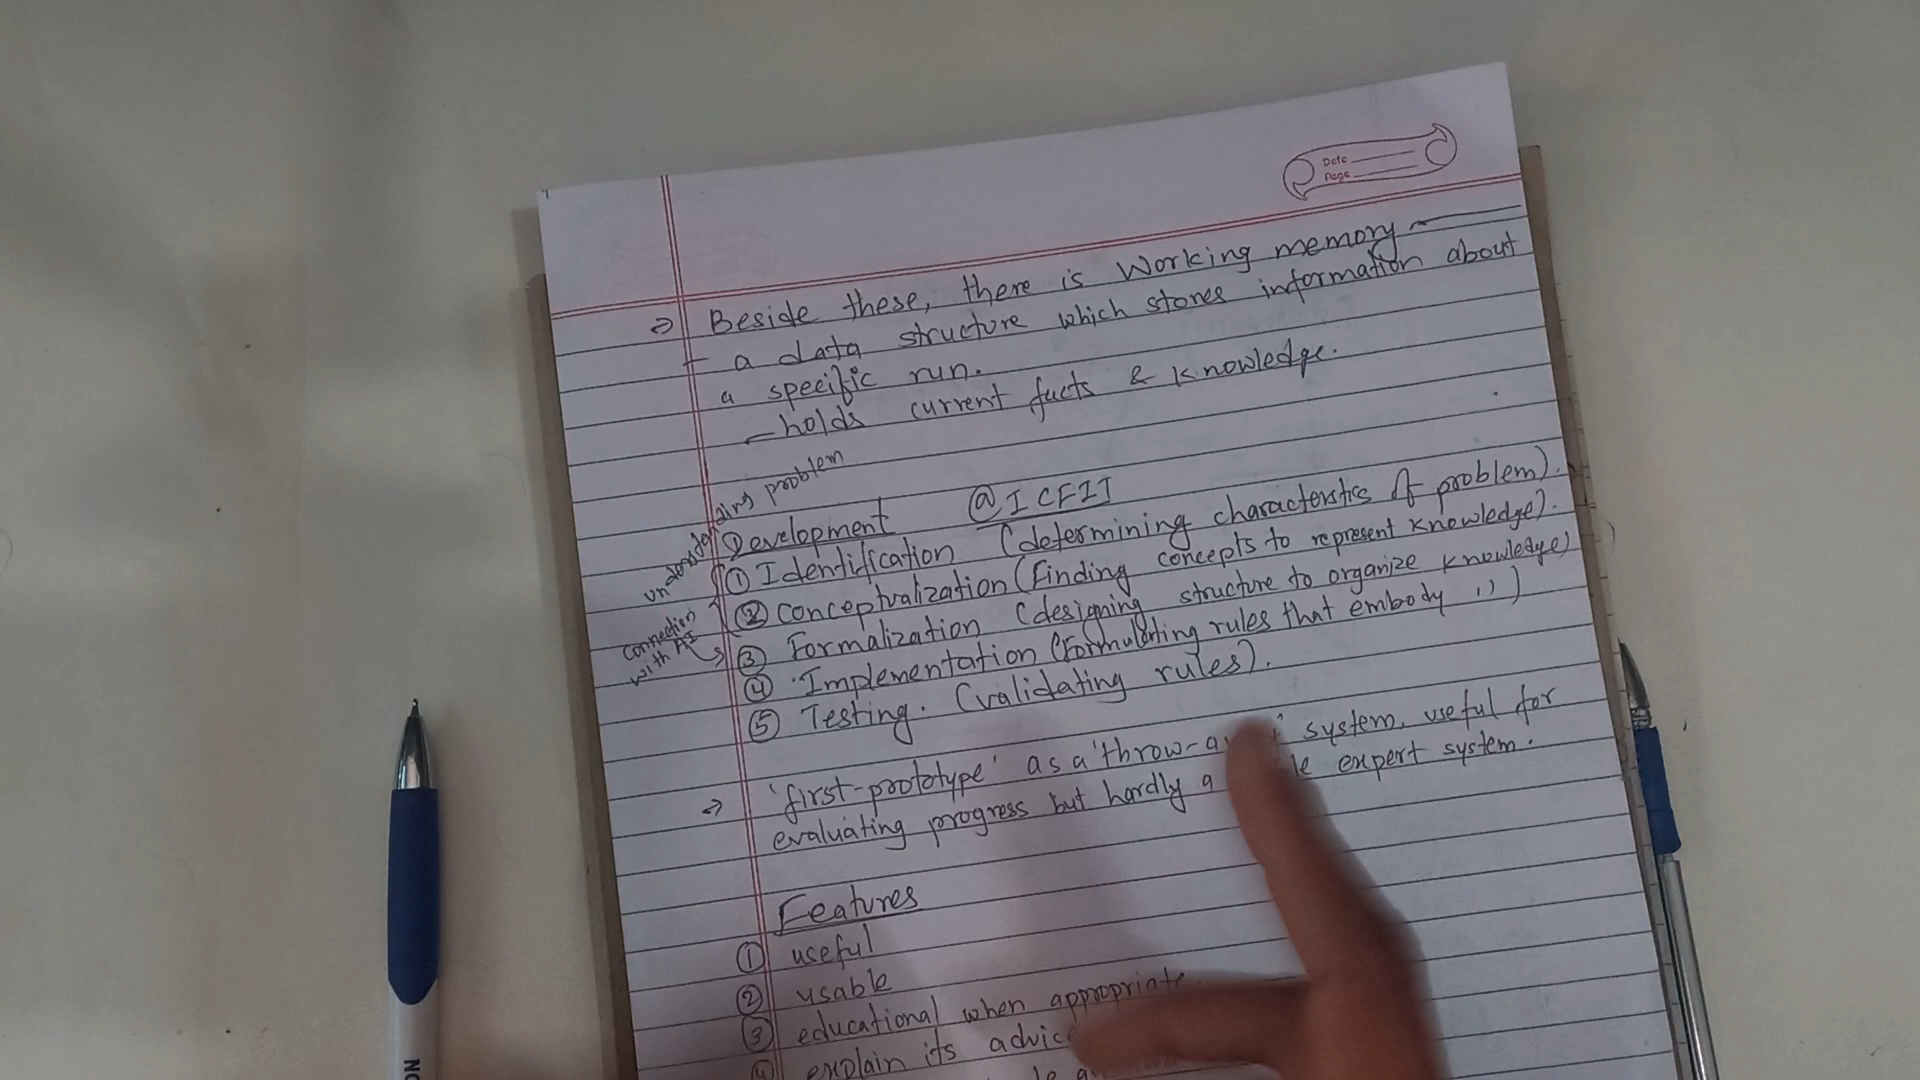 Date
Page
⇒ Beside these, there is Working memory -
- a data structure which stores information about
a specific run.
- holds current facts & knowledge.
understanding problem
Development @ICFIT
① Identification (determining characteristics of problem).
② Conceptualization (Finding concepts to represent knowledge).
connection with AI
③ Formalization (designing structure to organize knowledge)
④ Implementation (Formulating rules that embody ,, )
⑤ Testing. (validating rules).
⇒ 'first-prototype' as a 'throw- system. useful for
evaluating progress but hardly expert system.
Features
① useful
② usable
③ educational when appropriate
④ explain its